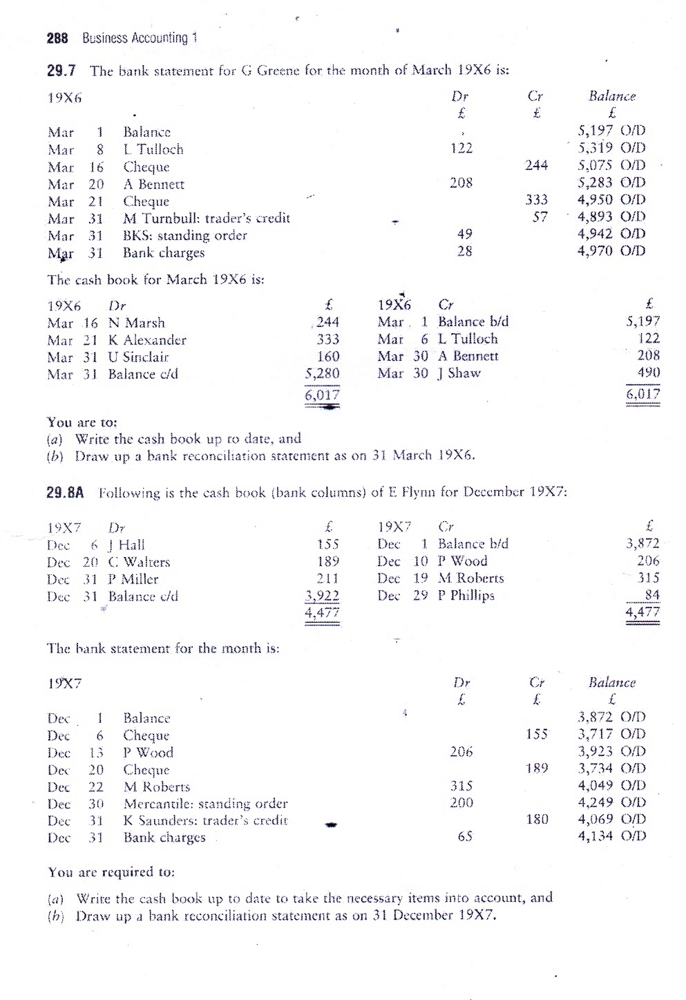 288 Business Accounting 1
29.7 The bank statement for G Greene for the month of March 19X6 is:
19X6 Dr Cr Balance
£ £ £
Mar 1 Balance 5,197 O/D
Mar 8 L Tulloch 122 5,319 O/D
Mar 16 Cheque 244 5,075 O/D
Mar 20 A Bennett 208 5,283 O/D
Mar 21 Cheque 333 4,950 O/D
Mar 31 M Turnbull: trader's credit 57 4,893 O/D
Mar 31 BKS: standing order 49 4,942 O/D
Mar 31 Bank charges 28 4,970 O/D
The cash book for March 19X6 is:
19X6 Dr £ 19X6 Cr £
Mar 16 N Marsh 244 Mar 1 Balance b/d 5,197
Mar 21 K Alexander 333 Mar 6 L Tulloch 122
Mar 31 U Sinclair 160 Mar 30 A Bennett 208
Mar 31 Balance c/d 5,280 Mar 30 J Shaw 490
6,017 6,017
You are to:
(a) Write the cash book up to date, and
(b) Draw up a bank reconciliation statement as on 31 March 19X6.
29.8A Following is the cash book (bank columns) of E Flynn for December 19X7:
19X7 Dr £ 19X7 Cr £
Dec 6 J Hall 155 Dec 1 Balance b/d 3,872
Dec 20 C Walters 189 Dec 10 P Wood 206
Dec 31 P Miller 211 Dec 19 M Roberts 315
Dec 31 Balance c/d 3,922 Dec 29 P Phillips 84
4,477 4,477
The bank statement for the month is:
19X7 Dr Cr Balance
£ £ £
Dec 1 Balance 3,872 O/D
Dec 6 Cheque 155 3,717 O/D
Dec 13 P Wood 206 3,923 O/D
Dec 20 Cheque 189 3,734 O/D
Dec 22 M Roberts 315 4,049 O/D
Dec 30 Mercantile: standing order 200 4,249 O/D
Dec 31 K Saunders: trader's credit 180 4,069 O/D
Dec 31 Bank charges 65 4,134 O/D
You are required to:
(a) Write the cash book up to date to take the necessary items into account, and
(b) Draw up a bank reconciliation statement as on 31 December 19X7.